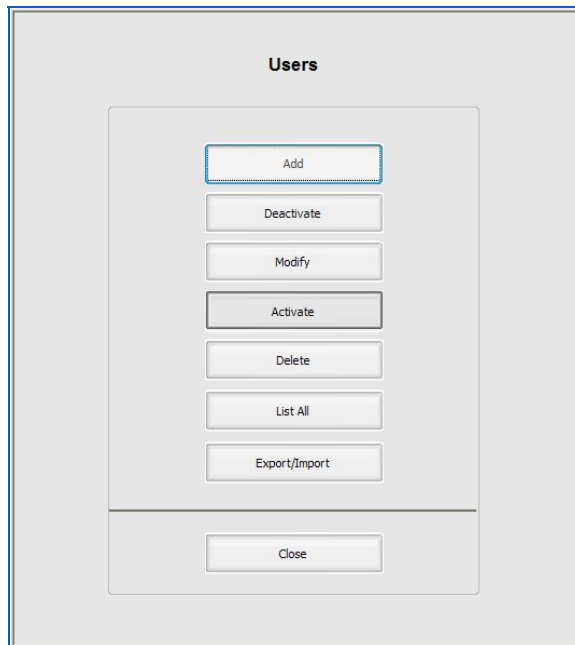 Users
Add
Deactivate
Modify
Activate
Delete
List All
Export/Import
Close